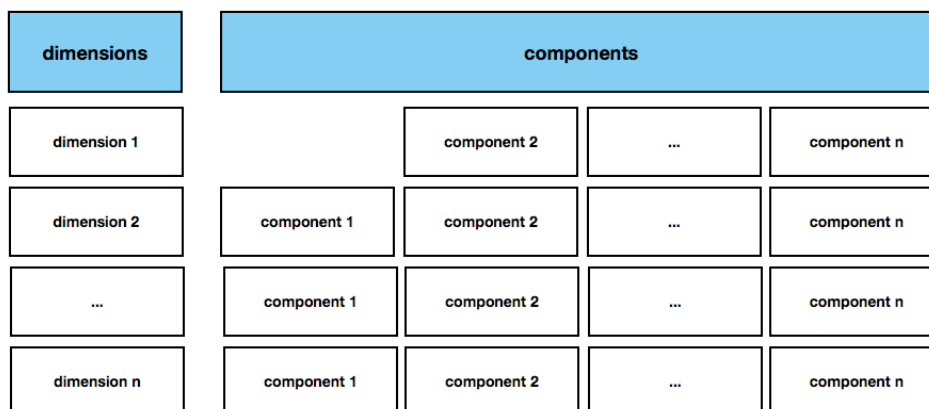 dimensions components
dimension 1 component 2 ... component n
dimension 2 component 1 component 2 ... component n
... component 1 component 2 ... component n
dimension n component 1 component 2 ... component n